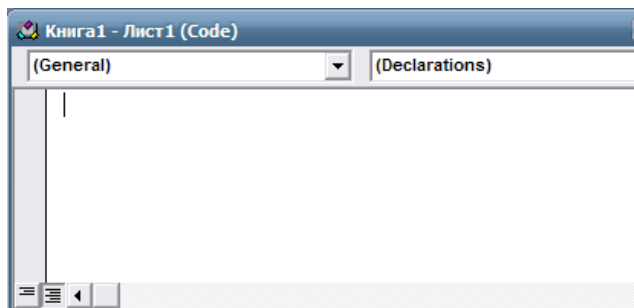 Книга1 - Лист1 (Code)
(General) (Declarations)